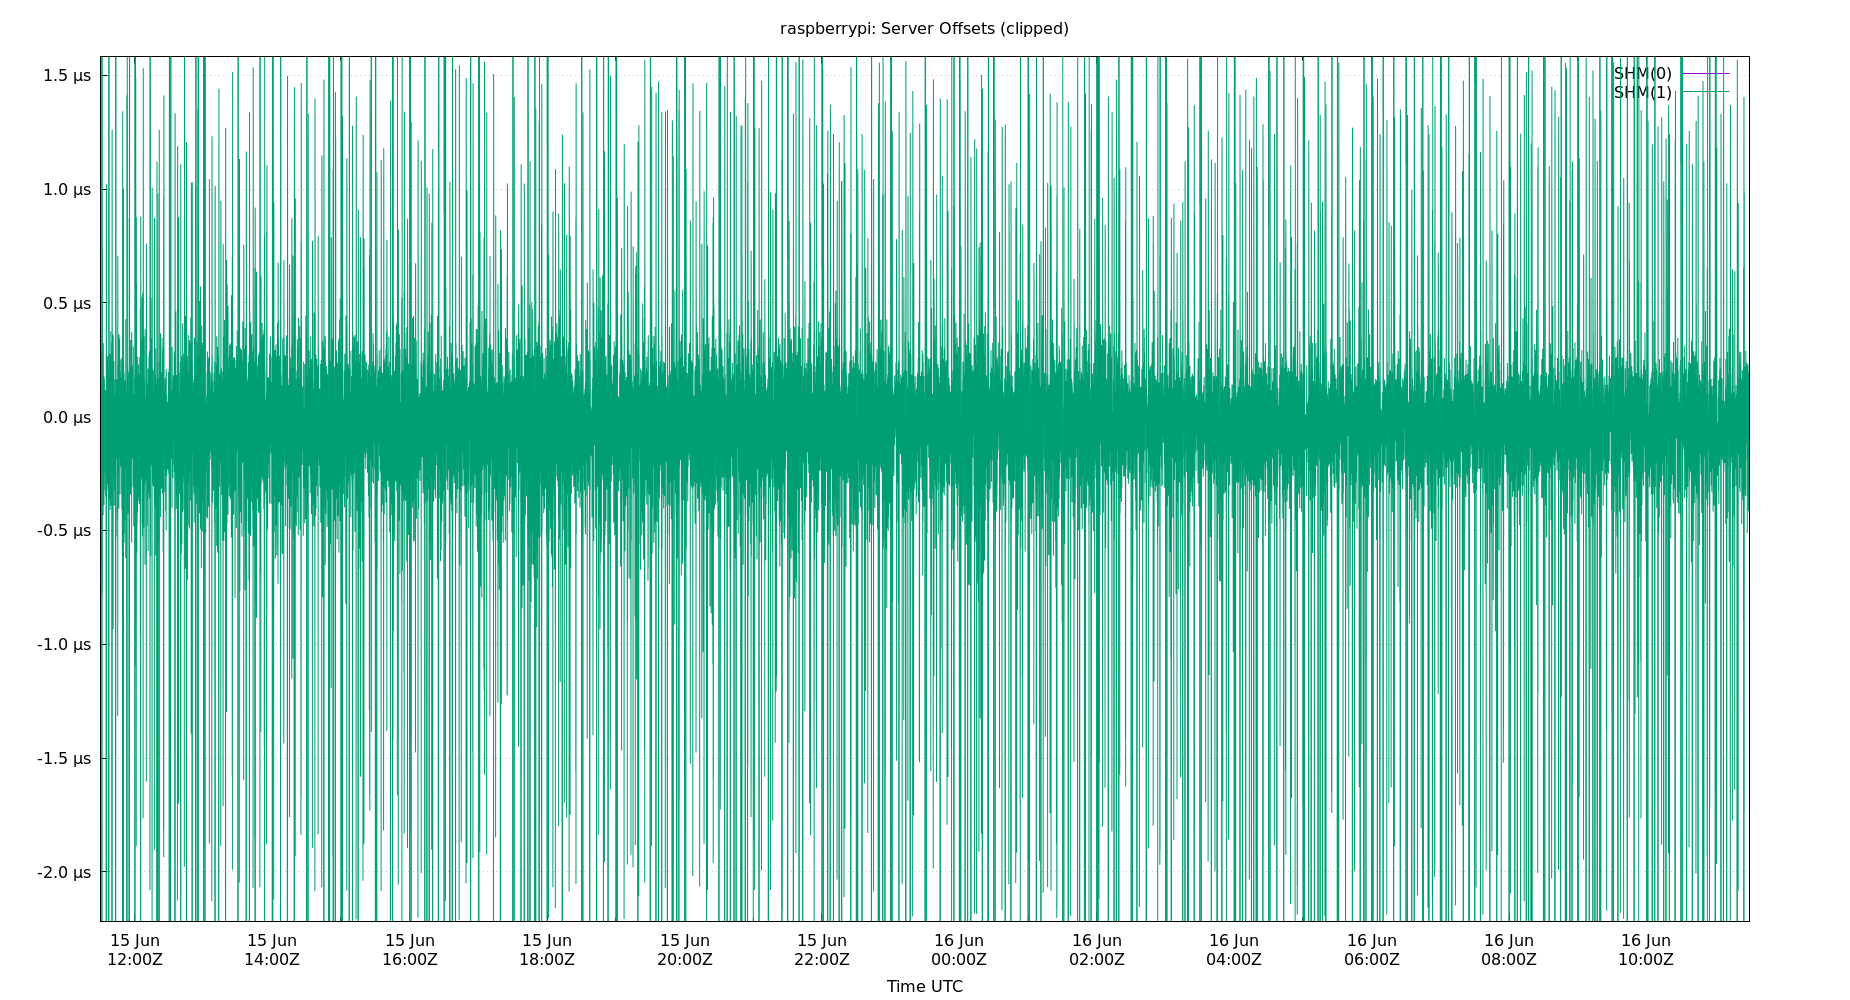 raspberrypi: Server Offsets (clipped)
1.5 µs
1.0 µs
0.5 µs
0.0 µs
-0.5 µs
-1.0 µs
-1.5 µs
-2.0 µs
SHM(0)
SHM(1)
15 Jun 15 Jun 15 Jun 15 Jun 15 Jun 15 Jun 16 Jun 16 Jun 16 Jun 16 Jun 16 Jun 16 Jun
12:00Z 14:00Z 16:00Z 18:00Z 20:00Z 22:00Z 00:00Z 02:00Z 04:00Z 06:00Z 08:00Z 10:00Z
Time UTC